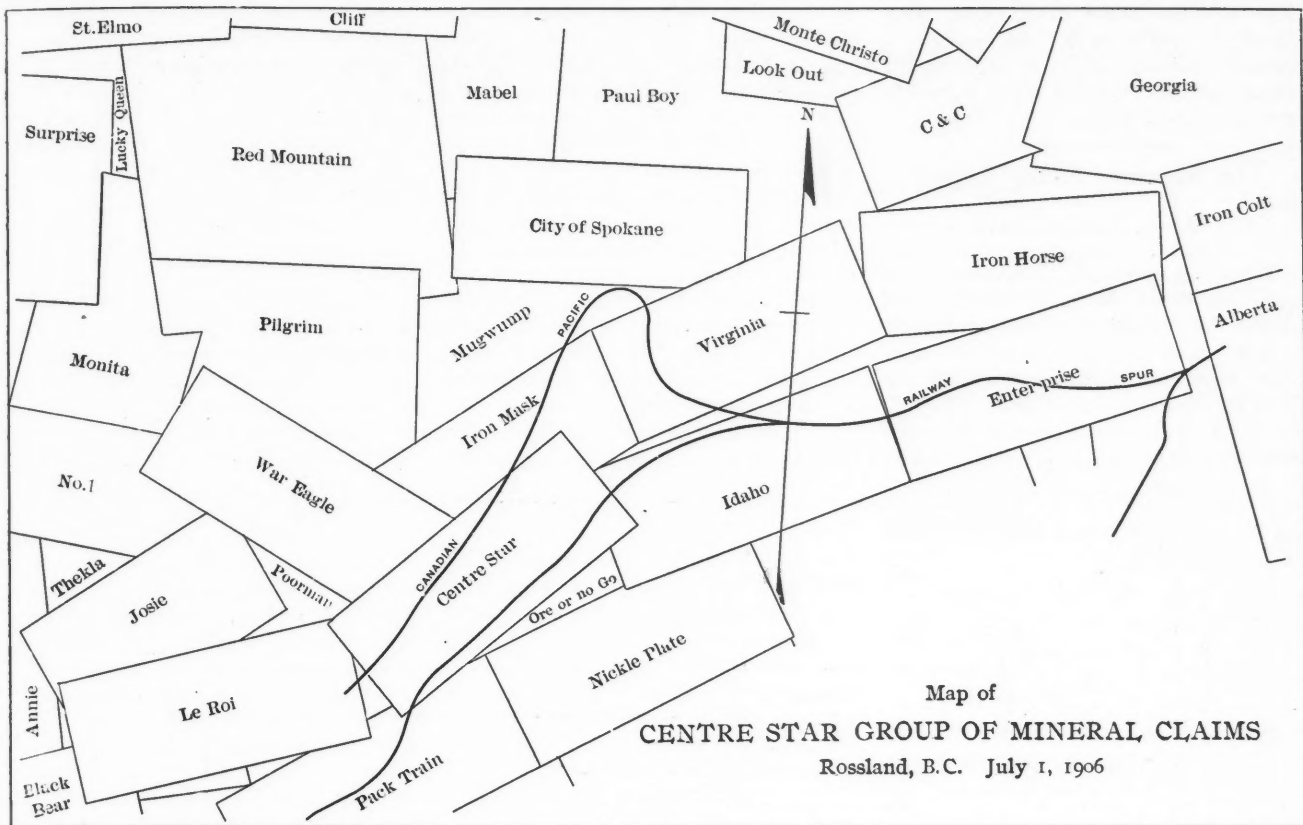 St. Elmo
Cliff
Monte Christo
Look Out
Georgia
Mabel
Paul Boy
C & C
Surprise
Lucky Queen
Red Mountain
N
City of Spokane
Iron Colt
Iron Horse
Pilgrim
Mugwump
PACIFIC
Virginia
Alberta
Monita
Iron Mask
RAILWAY
Enterprise
SPUR
No.1
War Eagle
Idaho
Thekla
Poorman
CANADIAN
Centre Star
Josie
Ore or no Go
Nickle Plate
Annie
Le Roi
Black
Bear
Pack Train
Map of
CENTRE STAR GROUP OF MINERAL CLAIMS
Rossland, B.C. July 1, 1906